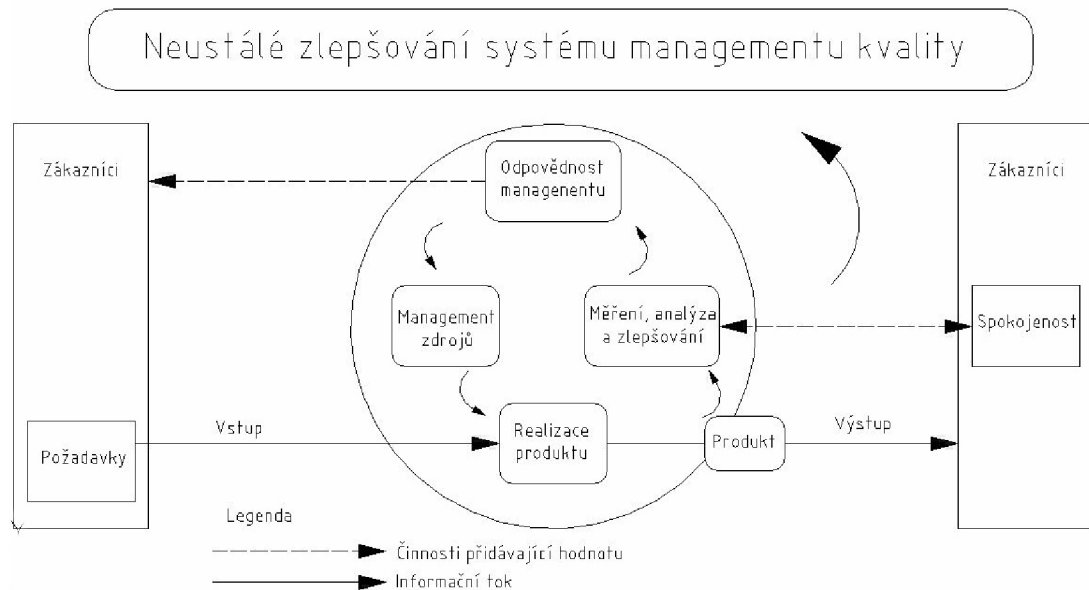 Neustálé zlepšování systému managementu kvality
Zákazníci
Odpovědnost
managenentu
Zákazníci
Management
zdrojů
Měření, analýza
a zlepšování
Spokojenost
Požadavky
Vstup
Realizace
produktu
Produkt
Výstup
Legenda
Činnosti přidávající hodnotu
Informační tok